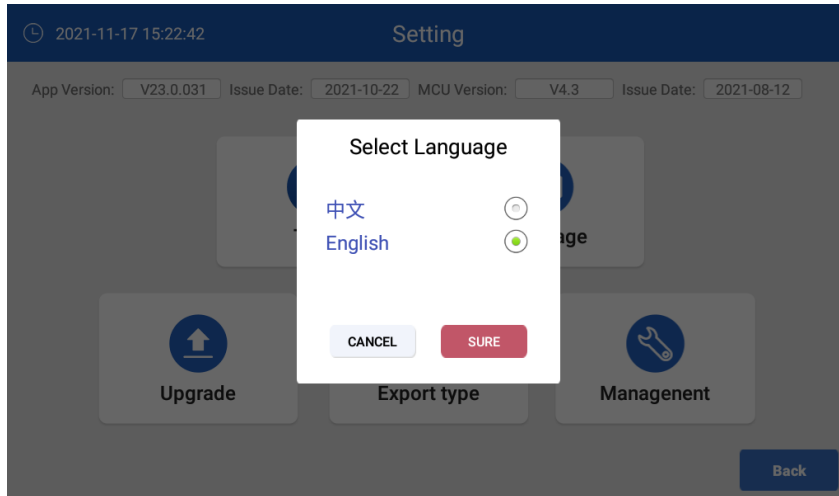 2021-11-17 15:22:42 Setting
App Version: V23.0.031 Issue Date: 2021-10-22 MCU Version: V4.3 Issue Date: 2021-08-12
Select Language
中文
English
CANCEL SURE
Upgrade Export type Managenent
Back